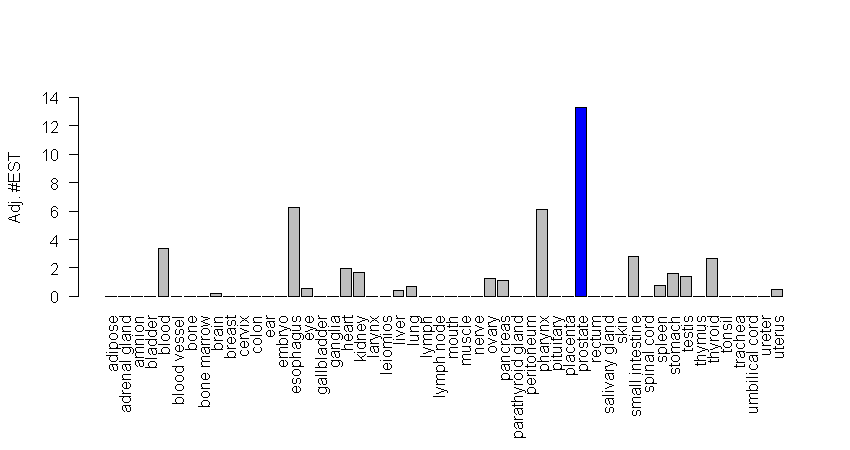 Adj. #EST
14
12
10
8
6
4
2
0
adipose
adrenal gland
amnion
bladder
blood
blood vessel
bone
bone marrow
brain
breast
cervix
colon
ear
embryo
esophagus
eye
gallbladder
ganglia
heart
kidney
larynx
leiomios
liver
lung
lymph
lymph node
mouth
muscle
nerve
ovary
pancreas
parathyroid gland
peritoneum
pharynx
pituitary
placenta
prostate
rectum
salivary gland
skin
small intestine
spinal cord
spleen
stomach
testis
thymus
thyroid
tonsil
trachea
umbilical cord
ureter
uterus